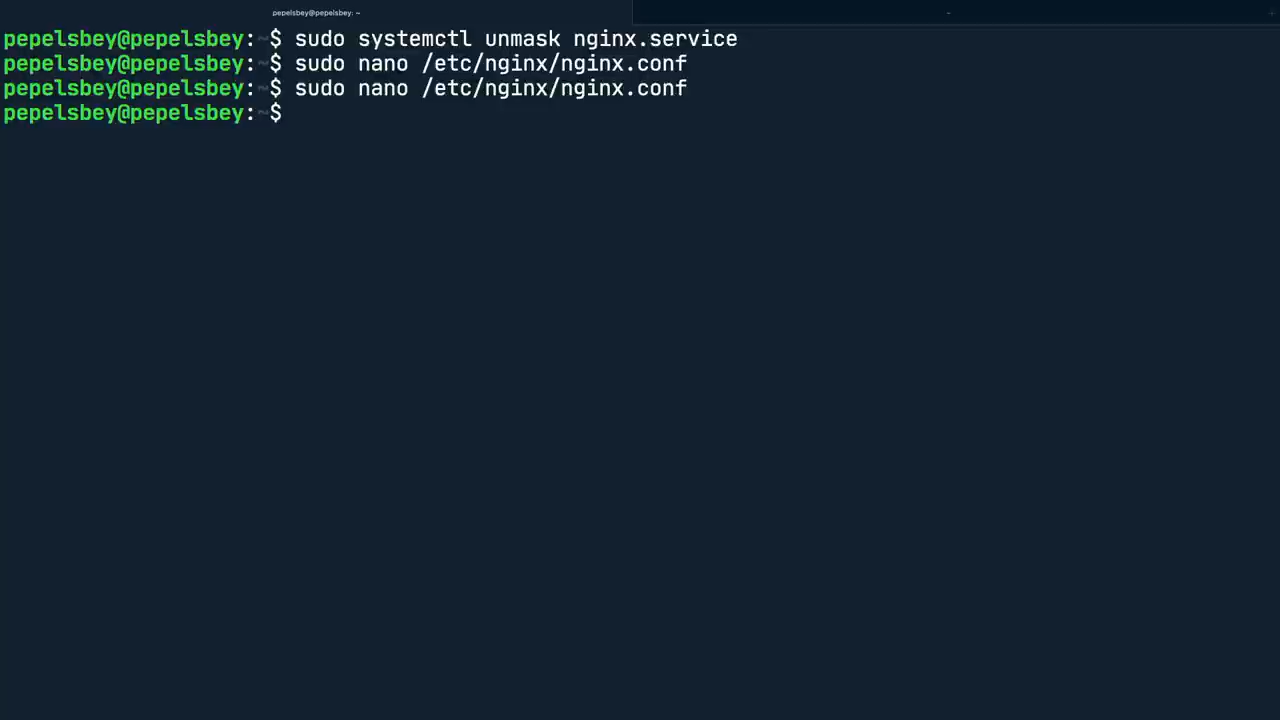 pepelsbey@pepelsbey: ~
~
pepelsbey@pepelsbey:~$ sudo systemctl unmask nginx.service
pepelsbey@pepelsbey:~$ sudo nano /etc/nginx/nginx.conf
pepelsbey@pepelsbey:~$ sudo nano /etc/nginx/nginx.conf
pepelsbey@pepelsbey:~$